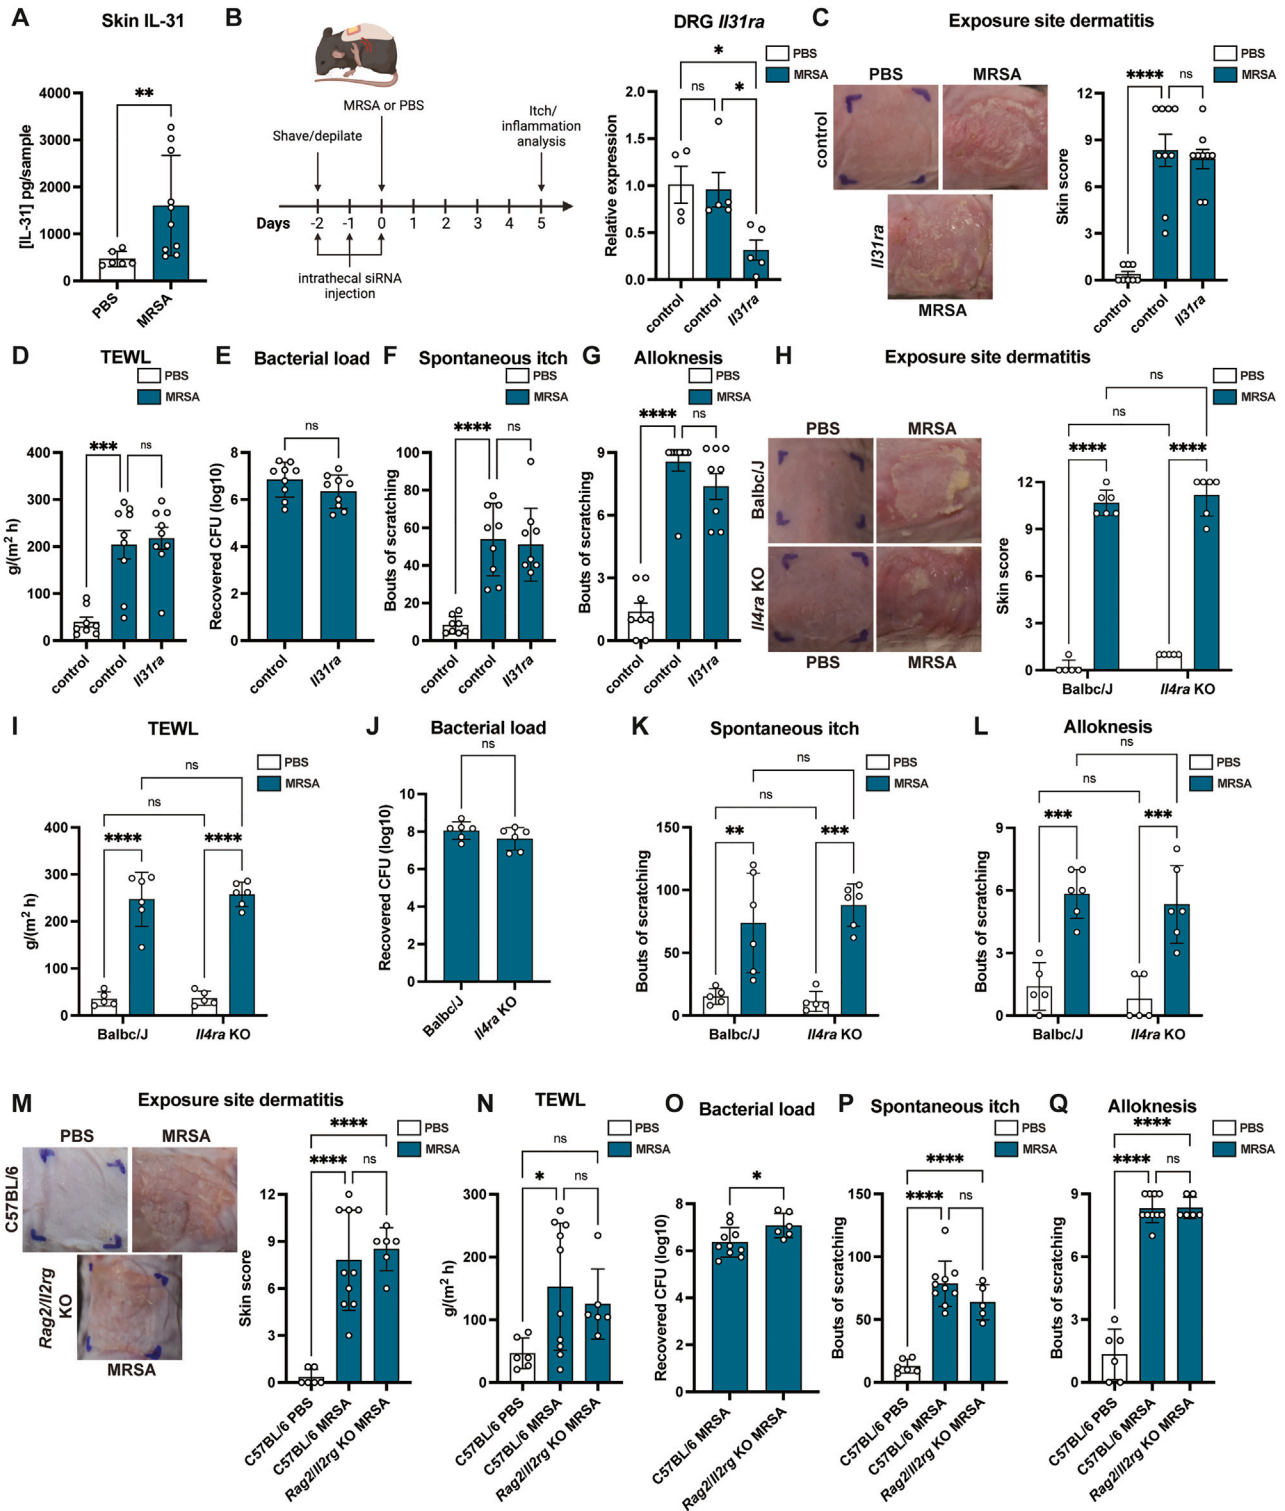 A
Skin IL-31
[IL-31] pg/sample
4000
3000
2000
1000
0
**
PBS
MRSA
B
MRSA or PBS
Shave/depilate
Itch/
inflammation
analysis
Days
-2 -1 0 1 2 3 4 5
intrathecal siRNA
injection
DRG Il31ra
PBS
MRSA
Relative expression
2.0
1.5
1.0
0.5
0.0
*
ns
*
control
control
Il31ra
C
Exposure site dermatitis
PBS
MRSA
PBS
MRSA
control
Il31ra
MRSA
Skin score
12
9
6
3
0
****
ns
control
control
Il31ra
D
TEWL
PBS
MRSA
g/(m² h)
400
300
200
100
0
***
ns
control
control
Il31ra
E
Bacterial load
Recovered CFU (log10)
8
6
4
2
0
ns
control
Il31ra
F
Spontaneous itch
PBS
MRSA
Bouts of scratching
100
80
60
40
20
0
****
ns
control
control
Il31ra
G
Alloknesis
PBS
MRSA
Bouts of scratching
9
6
3
0
****
ns
control
control
Il31ra
H
Exposure site dermatitis
PBS
MRSA
PBS
MRSA
Balbc/J
Il4ra KO
PBS
MRSA
Skin score
12
9
6
3
0
ns
ns
****
****
Balbc/J
Il4ra KO
I
TEWL
PBS
MRSA
g/(m² h)
400
300
200
100
0
ns
ns
****
****
Balbc/J
Il4ra KO
J
Bacterial load
Recovered CFU (log10)
10
8
6
4
2
0
ns
Balbc/J
Il4ra KO
K
Spontaneous itch
PBS
MRSA
Bouts of scratching
150
100
50
0
ns
ns
**
***
Balbc/J
Il4ra KO
L
Alloknesis
PBS
MRSA
Bouts of scratching
9
6
3
0
ns
ns
***
***
Balbc/J
Il4ra KO
M
Exposure site dermatitis
PBS
MRSA
PBS
MRSA
C57BL/6
Rag2/Il2rg
KO
MRSA
Skin score
12
9
6
3
0
****
****
ns
C57BL/6 PBS
C57BL/6 MRSA
Rag2/Il2rg KO MRSA
N
TEWL
PBS
MRSA
g/(m² h)
300
200
100
0
ns
*
ns
C57BL/6 PBS
C57BL/6 MRSA
Rag2/Il2rg KO MRSA
O
Bacterial load
Recovered CFU (log10)
8
6
4
2
0
*
C57BL/6 MRSA
Rag2/Il2rg KO MRSA
P
Spontaneous itch
PBS
MRSA
Bouts of scratching
150
100
50
0
****
****
ns
C57BL/6 PBS
C57BL/6 MRSA
Rag2/Il2rg KO MRSA
Q
Alloknesis
PBS
MRSA
Bouts of scratching
9
6
3
0
****
****
ns
C57BL/6 PBS
C57BL/6 MRSA
Rag2/Il2rg KO MRSA